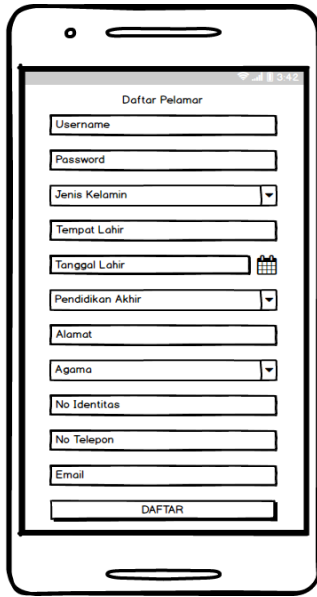 3:42
Daftar Pelamar
Username
Password
Jenis Kelamin
Tempat Lahir
Tanggal Lahir
Pendidikan Akhir
Alamat
Agama
No Identitas
No Telepon
Email
DAFTAR